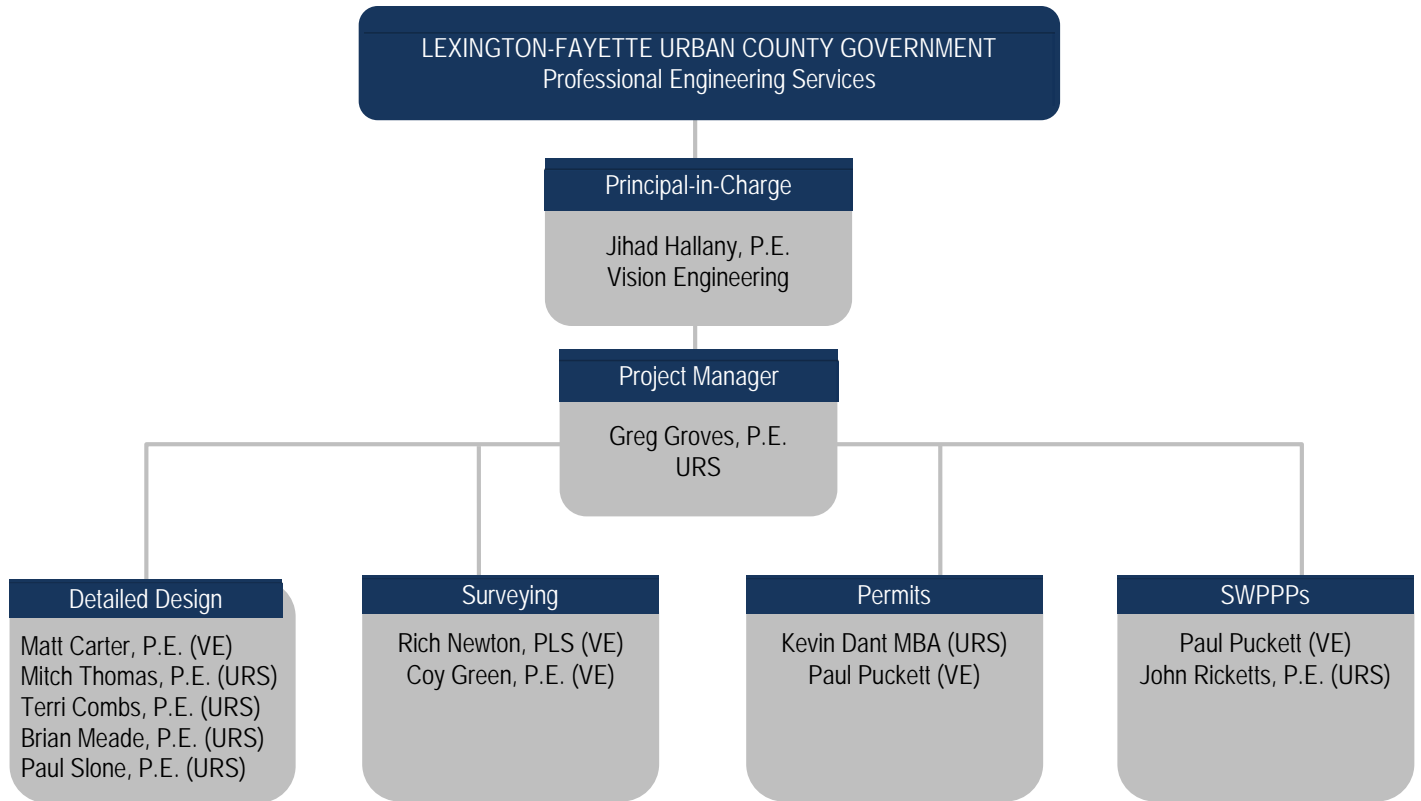 LEXINGTON-FAYETTE URBAN COUNTY GOVERNMENT
Professional Engineering Services
Principal-in-Charge
Jihad Hallany, P.E.
Vision Engineering
Project Manager
Greg Groves, P.E.
URS
Detailed Design
Matt Carter, P.E. (VE)
Mitch Thomas, P.E. (URS)
Terri Combs, P.E. (URS)
Brian Meade, P.E. (URS)
Paul Slone, P.E. (URS)
Surveying
Rich Newton, PLS (VE)
Coy Green, P.E. (VE)
Permits
Kevin Dant MBA (URS)
Paul Puckett (VE)
SWPPPs
Paul Puckett (VE)
John Ricketts, P.E. (URS)